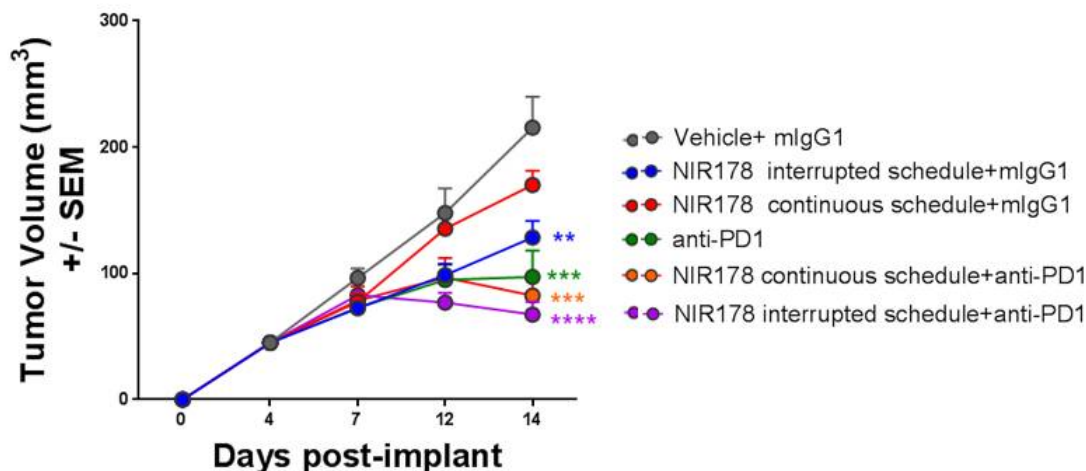 300
200
100
0
Tumor Volume (mm3)
+/- SEM
0 4 7 12 14
Days post-implant
**
***
***
****
Vehicle+ mIgG1
NIR178 interrupted schedule+mIgG1
NIR178 continuous schedule+mIgG1
anti-PD1
NIR178 continuous schedule+anti-PD1
NIR178 interrupted schedule+anti-PD1